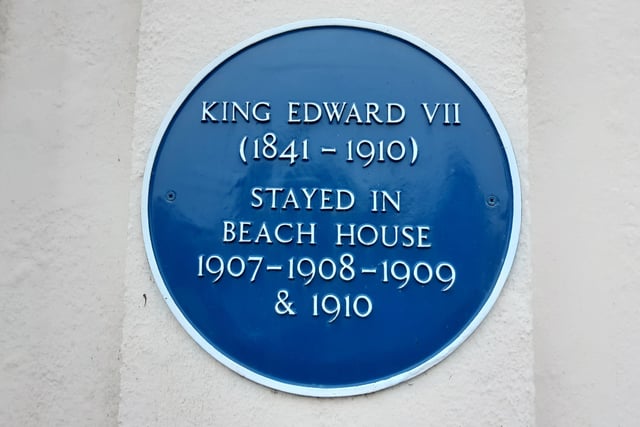 KING EDWARD VII
(1841 – 1910)
STAYED IN
BEACH HOUSE
1907–1908–1909
& 1910